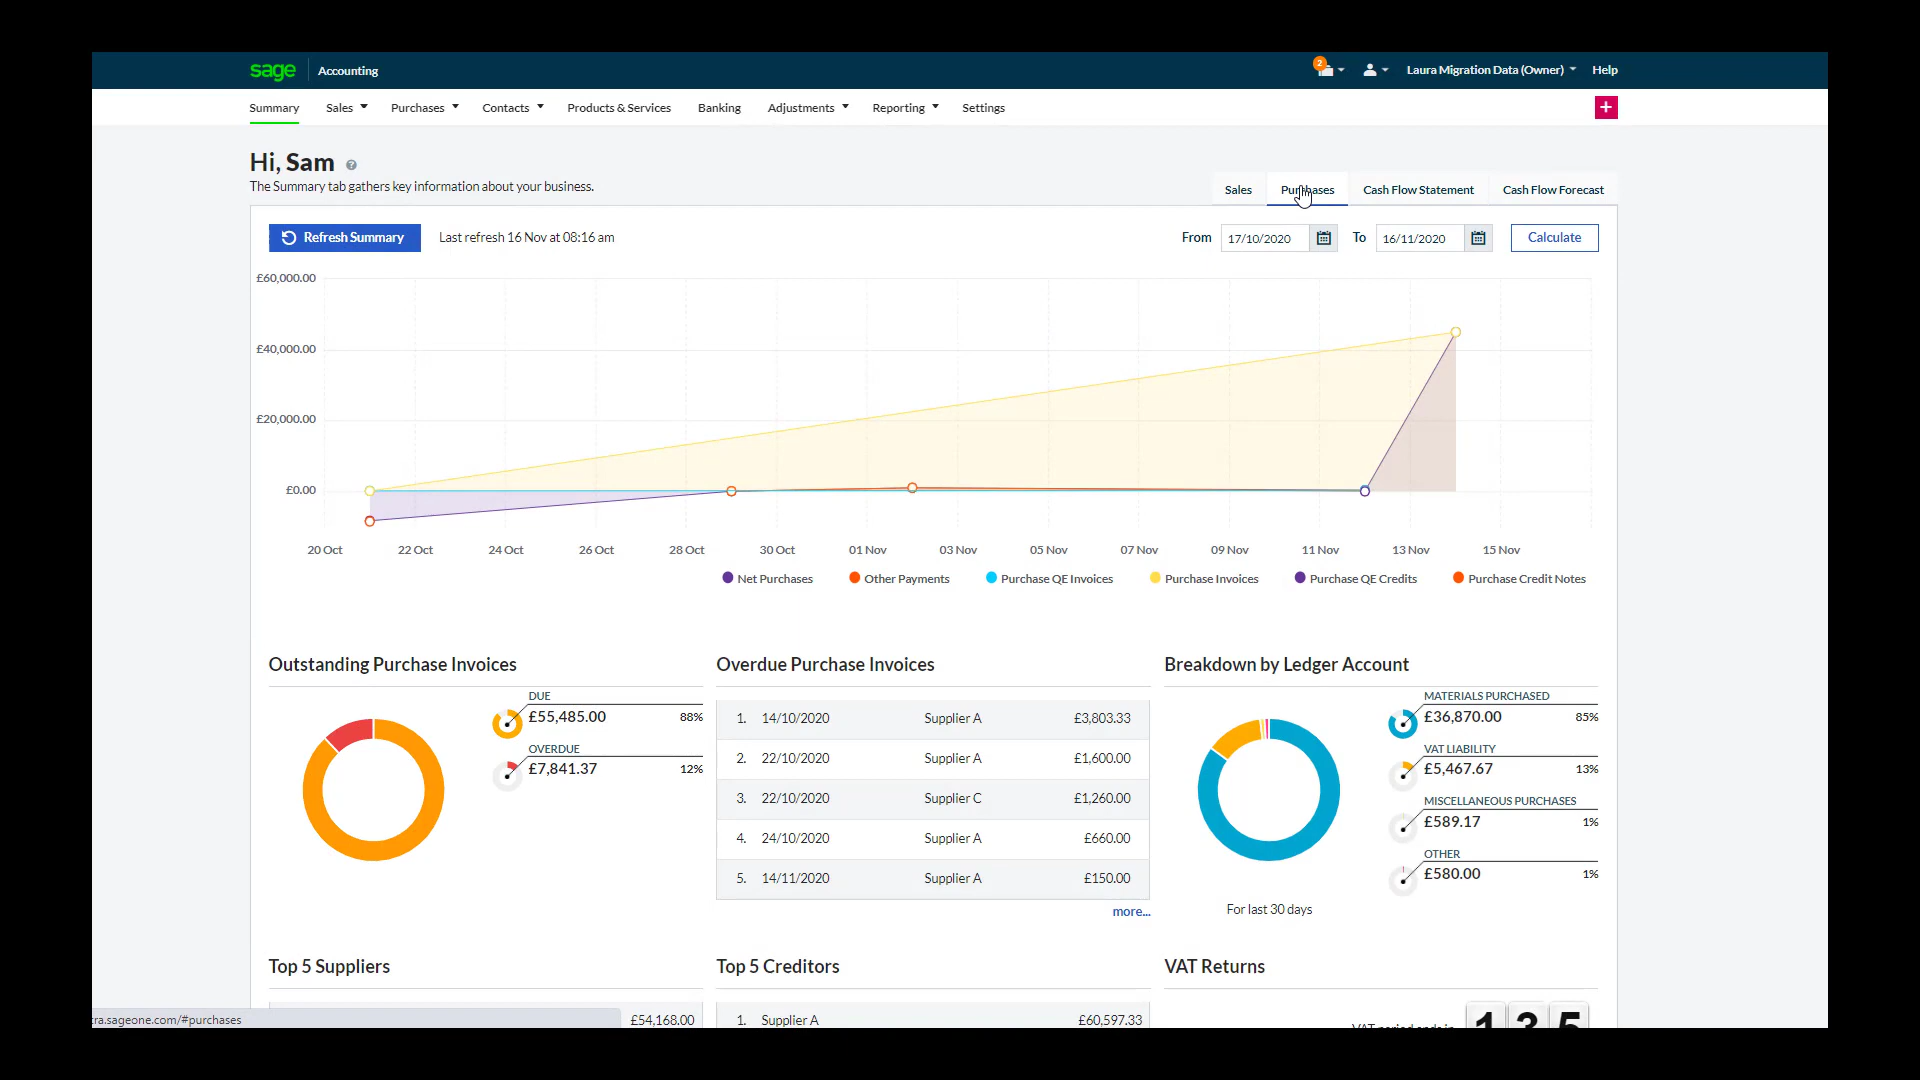 sage Accounting 2 Laura Migration Data (Owner) Help
Summary Sales Purchases Contacts Products & Services Banking Adjustments Reporting Settings +
Hi, Sam ?
The Summary tab gathers key information about your business.
Sales Purchases Cash Flow Statement Cash Flow Forecast
Refresh Summary Last refresh 16 Nov at 08:16 am From 17/10/2020 To 16/11/2020 Calculate
£60,000.00
£40,000.00
£20,000.00
£0.00
20 Oct 22 Oct 24 Oct 26 Oct 28 Oct 30 Oct 01 Nov 03 Nov 05 Nov 07 Nov 09 Nov 11 Nov 13 Nov 15 Nov
Net Purchases Other Payments Purchase QE Invoices Purchase Invoices Purchase QE Credits Purchase Credit Notes
Outstanding Purchase Invoices
DUE
£55,485.00 88%
OVERDUE
£7,841.37 12%
Overdue Purchase Invoices
1. 14/10/2020 Supplier A £3,803.33
2. 22/10/2020 Supplier A £1,600.00
3. 22/10/2020 Supplier C £1,260.00
4. 24/10/2020 Supplier A £660.00
5. 14/11/2020 Supplier A £150.00
more...
Breakdown by Ledger Account
MATERIALS PURCHASED
£36,870.00 85%
VAT LIABILITY
£5,467.67 13%
MISCELLANEOUS PURCHASES
£589.17 1%
OTHER
£580.00 1%
For last 30 days
Top 5 Suppliers
£54,168.00
Top 5 Creditors
1. Supplier A £60,597.33
VAT Returns
VAT period ends in 1 3 5
ra.sageone.com/#purchases